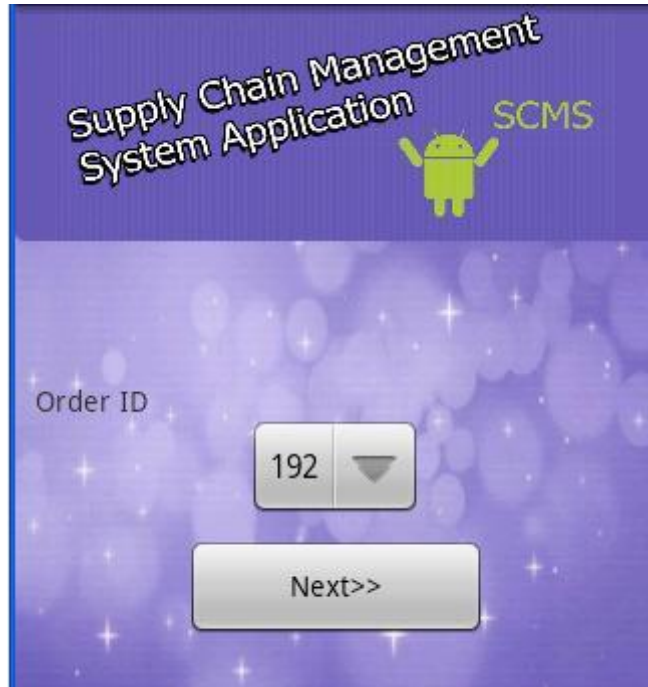 Supply Chain Management
System Application
SCMS
Order ID
192
Next>>